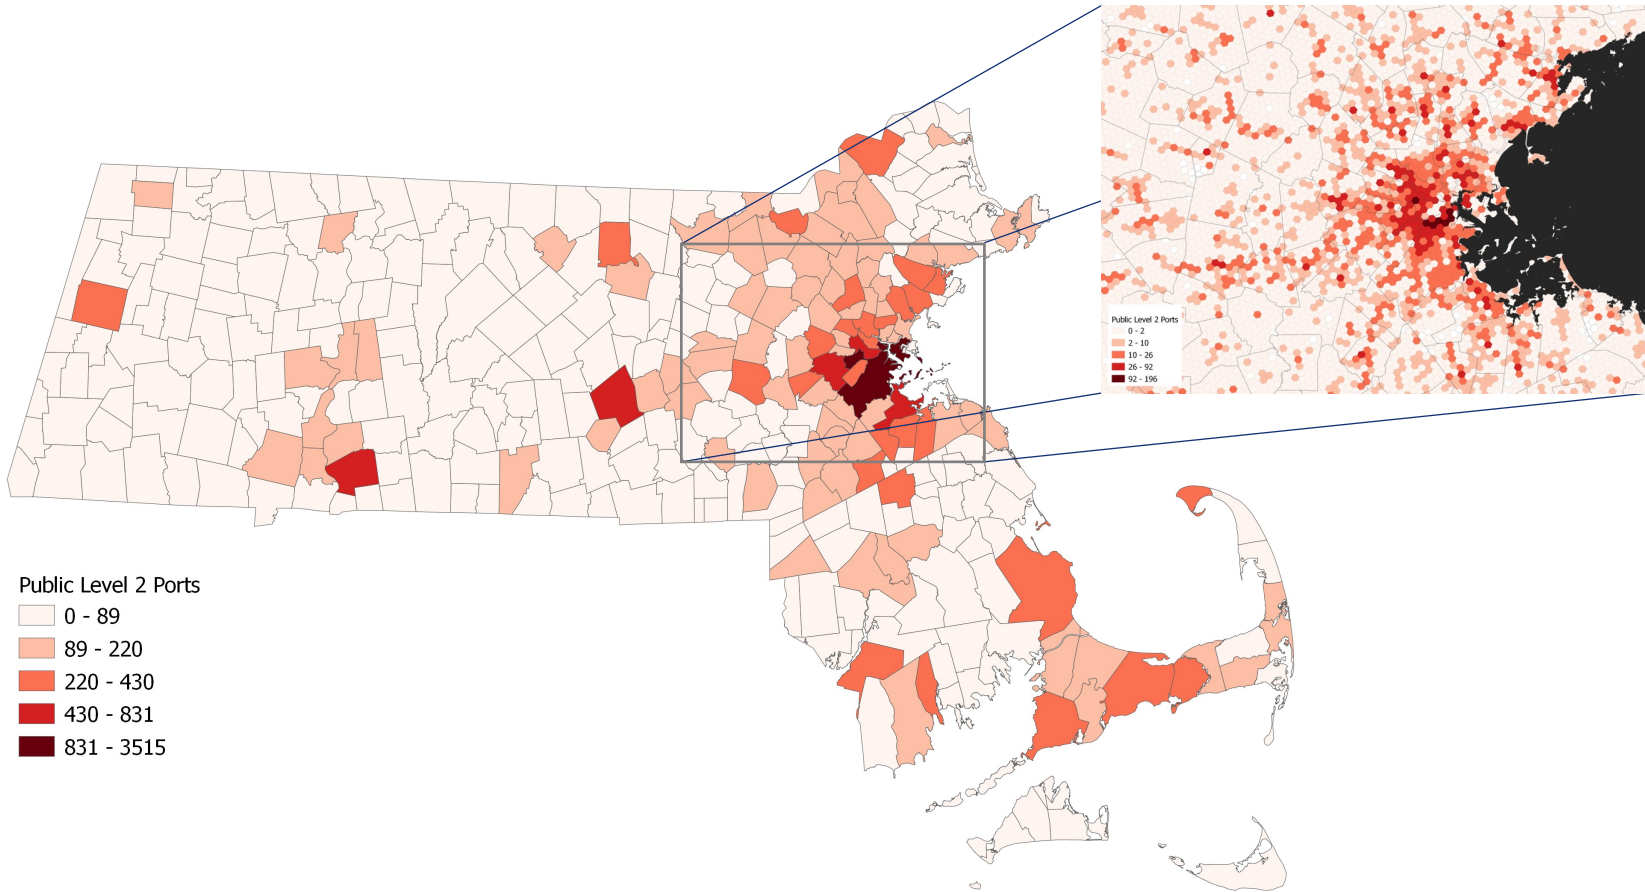 Public Level 2 Ports
0 - 2
2 - 10
10 - 26
26 - 92
92 - 196
Public Level 2 Ports
0 - 89
89 - 220
220 - 430
430 - 831
831 - 3515